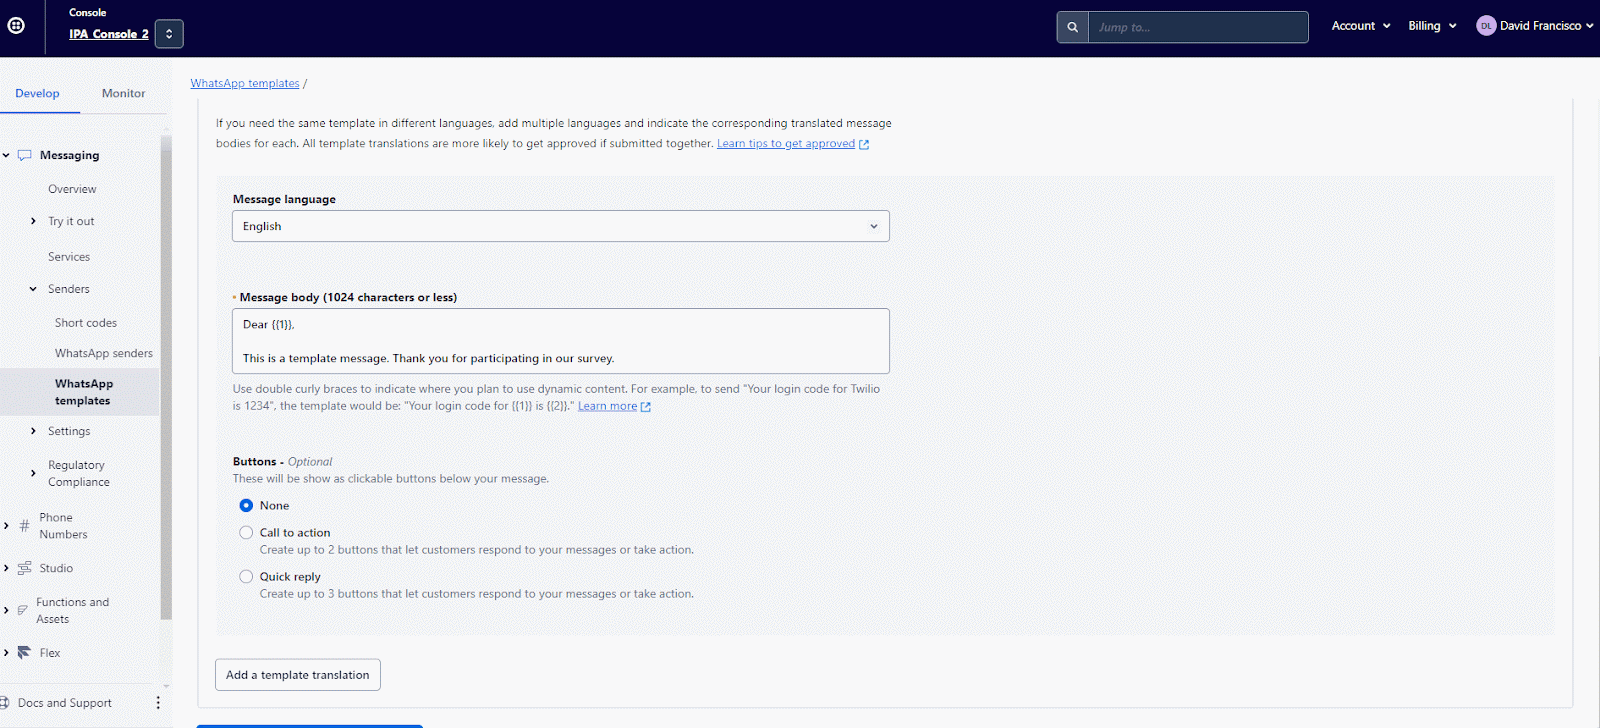 Console
IPA Console 2
Jump to...
Account
Billing
DL
David Francisco
Develop
Monitor
WhatsApp templates /
Messaging
Overview
Try it out
Services
Senders
Short codes
WhatsApp senders
WhatsApp
templates
Settings
Regulatory
Compliance
Phone
Numbers
Studio
Functions and
Assets
Flex
Docs and Support
If you need the same template in different languages, add multiple languages and indicate the corresponding translated message
bodies for each. All template translations are more likely to get approved if submitted together. Learn tips to get approved
Message language
English
Message body (1024 characters or less)
Dear {{1}},
This is a template message. Thank you for participating in our survey.
Use double curly braces to indicate where you plan to use dynamic content. For example, to send "Your login code for Twilio
is 1234", the template would be: "Your login code for {{1}} is {{2}}." Learn more
Buttons - Optional
These will be show as clickable buttons below your message.
None
Call to action
Create up to 2 buttons that let customers respond to your messages or take action.
Quick reply
Create up to 3 buttons that let customers respond to your messages or take action.
Add a template translation